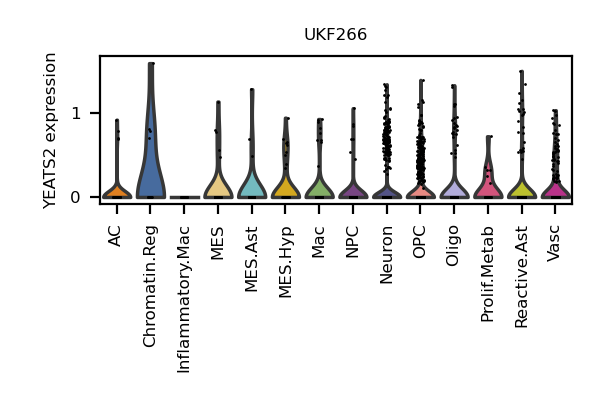 UKF266
YEATS2 expression
1
0
AC
Chromatin.Reg
Inflammatory.Mac
MES
MES.Ast
MES.Hyp
Mac
NPC
Neuron
OPC
Oligo
Prolif.Metab
Reactive.Ast
Vasc